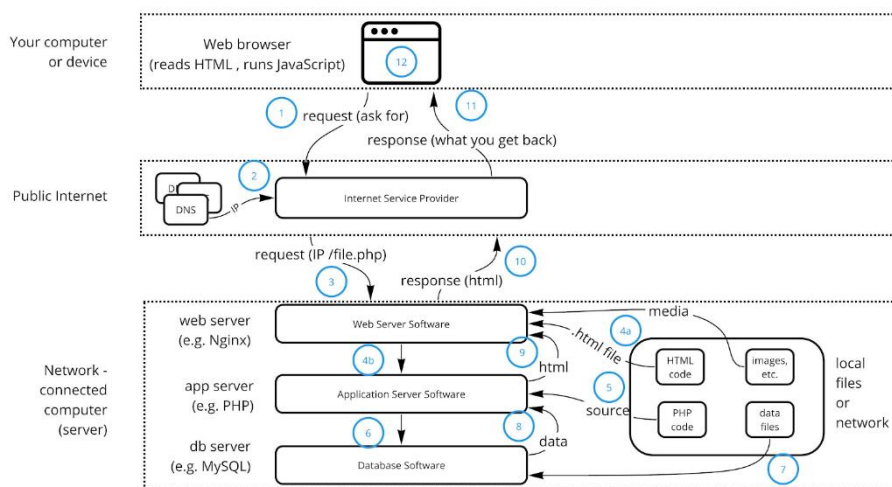 Your computer
or device
Web browser
(reads HTML , runs JavaScript)
12
1
request (ask for)
11
response (what you get back)
Public Internet
DNS
IP
2
Internet Service Provider
request (IP /file.php)
3
response (html)
10
Network -
connected
computer
(server)
web server
(e.g. Nginx)
Web Server Software
media
4a
.html file
4b
9
html
HTML
code
images,
etc.
local
files
or
network
app server
(e.g. PHP)
Application Server Software
5
source
PHP
code
data
files
6
8
data
db server
(e.g. MySQL)
Database Software
7